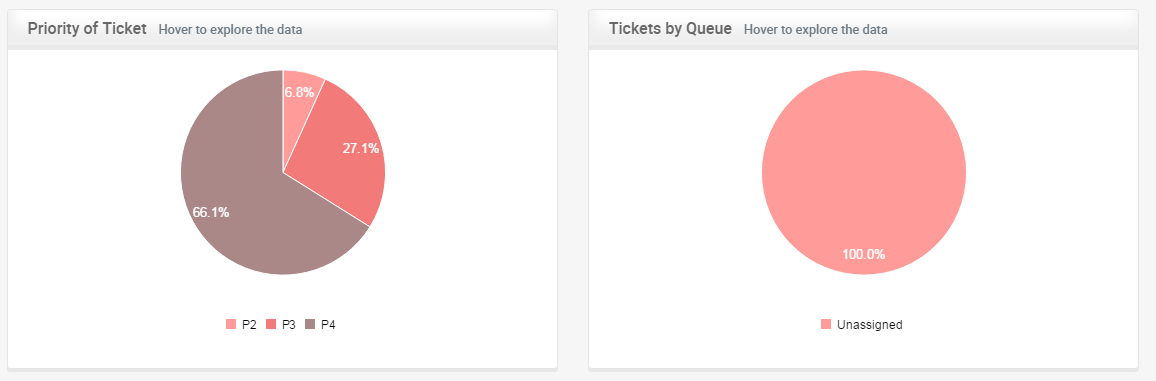 Priority of Ticket Hover to explore the data
6.8%
27.1%
66.1%
P2 P3 P4
Tickets by Queue Hover to explore the data
100.0%
Unassigned